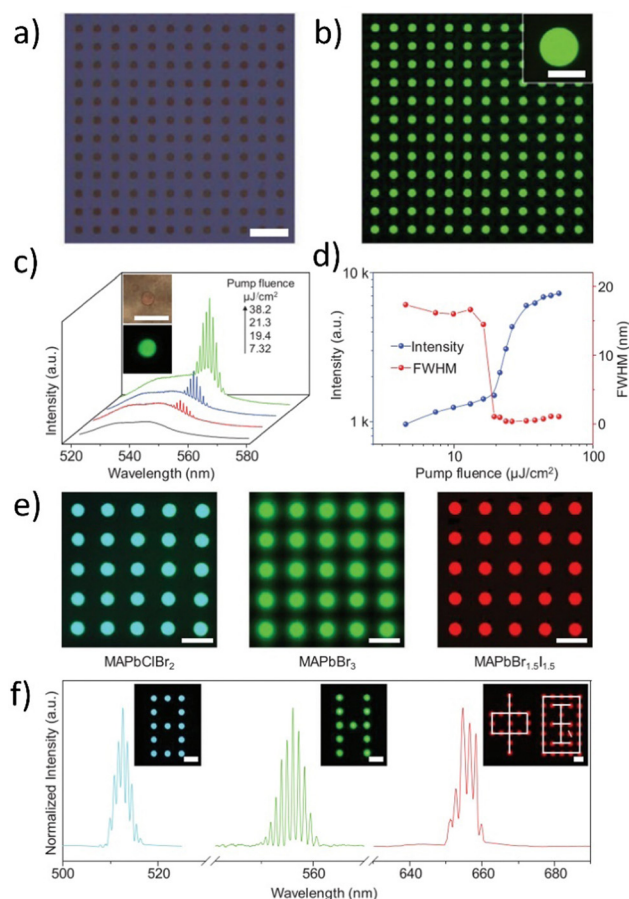 a)
b)
c)
Pump fluence
μJ/cm²
38.2
21.3
19.4
7.32
Intensity (a.u.)
520 540 560 580
Wavelength (nm)
d)
10 k
1 k
Intensity (a.u.)
Intensity
FWHM
20
10
0
FWHM (nm)
10 100
Pump fluence (μJ/cm²)
e)
MAPbClBr₂
MAPbBr₃
MAPbBr₁.₅I₁.₅
f)
Normalized Intensity (a.u.)
中 国
500 520 560 640 660 680
Wavelength (nm)